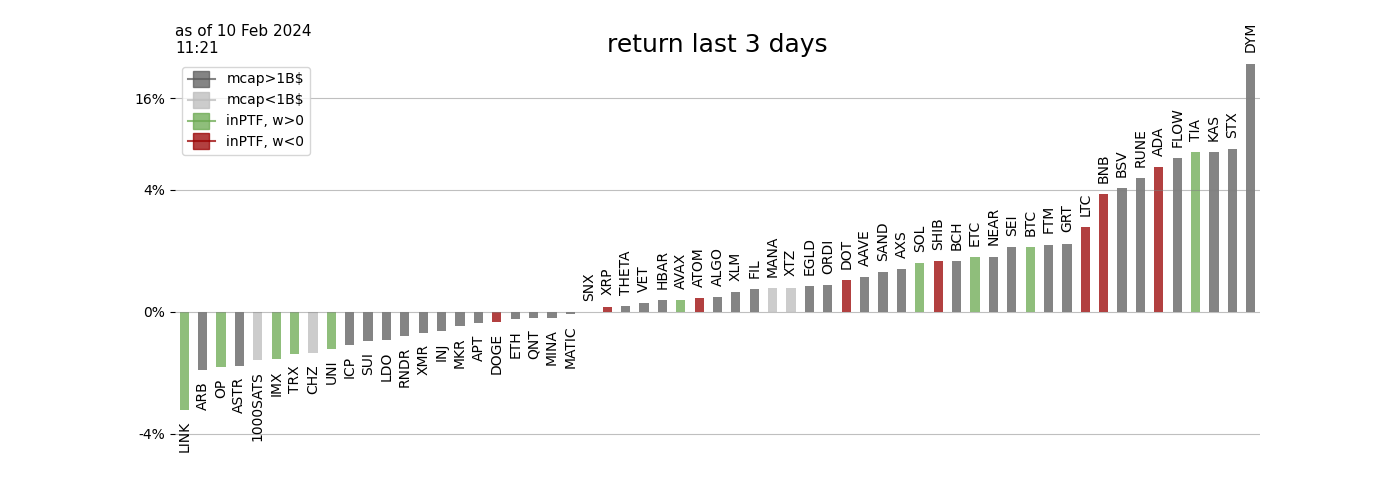 as of 10 Feb 2024
11:21
return last 3 days
mcap>1B$
mcap<1B$
inPTF, w>0
inPTF, w<0
16%
4%
0%
-4%
LINK
ARB
OP
ASTR
1000SATS
IMX
TRX
CHZ
UNI
ICP
SUI
LDO
RNDR
XMR
INJ
MKR
APT
DOGE
ETH
QNT
MINA
MATIC
SNX
XRP
THETA
VET
HBAR
AVAX
ATOM
ALGO
XLM
FIL
MANA
XTZ
EGLD
ORDI
DOT
AAVE
SAND
AXS
SOL
SHIB
BCH
ETC
NEAR
SEI
BTC
FTM
GRT
LTC
BNB
BSV
RUNE
ADA
FLOW
TIA
KAS
STX
DYM